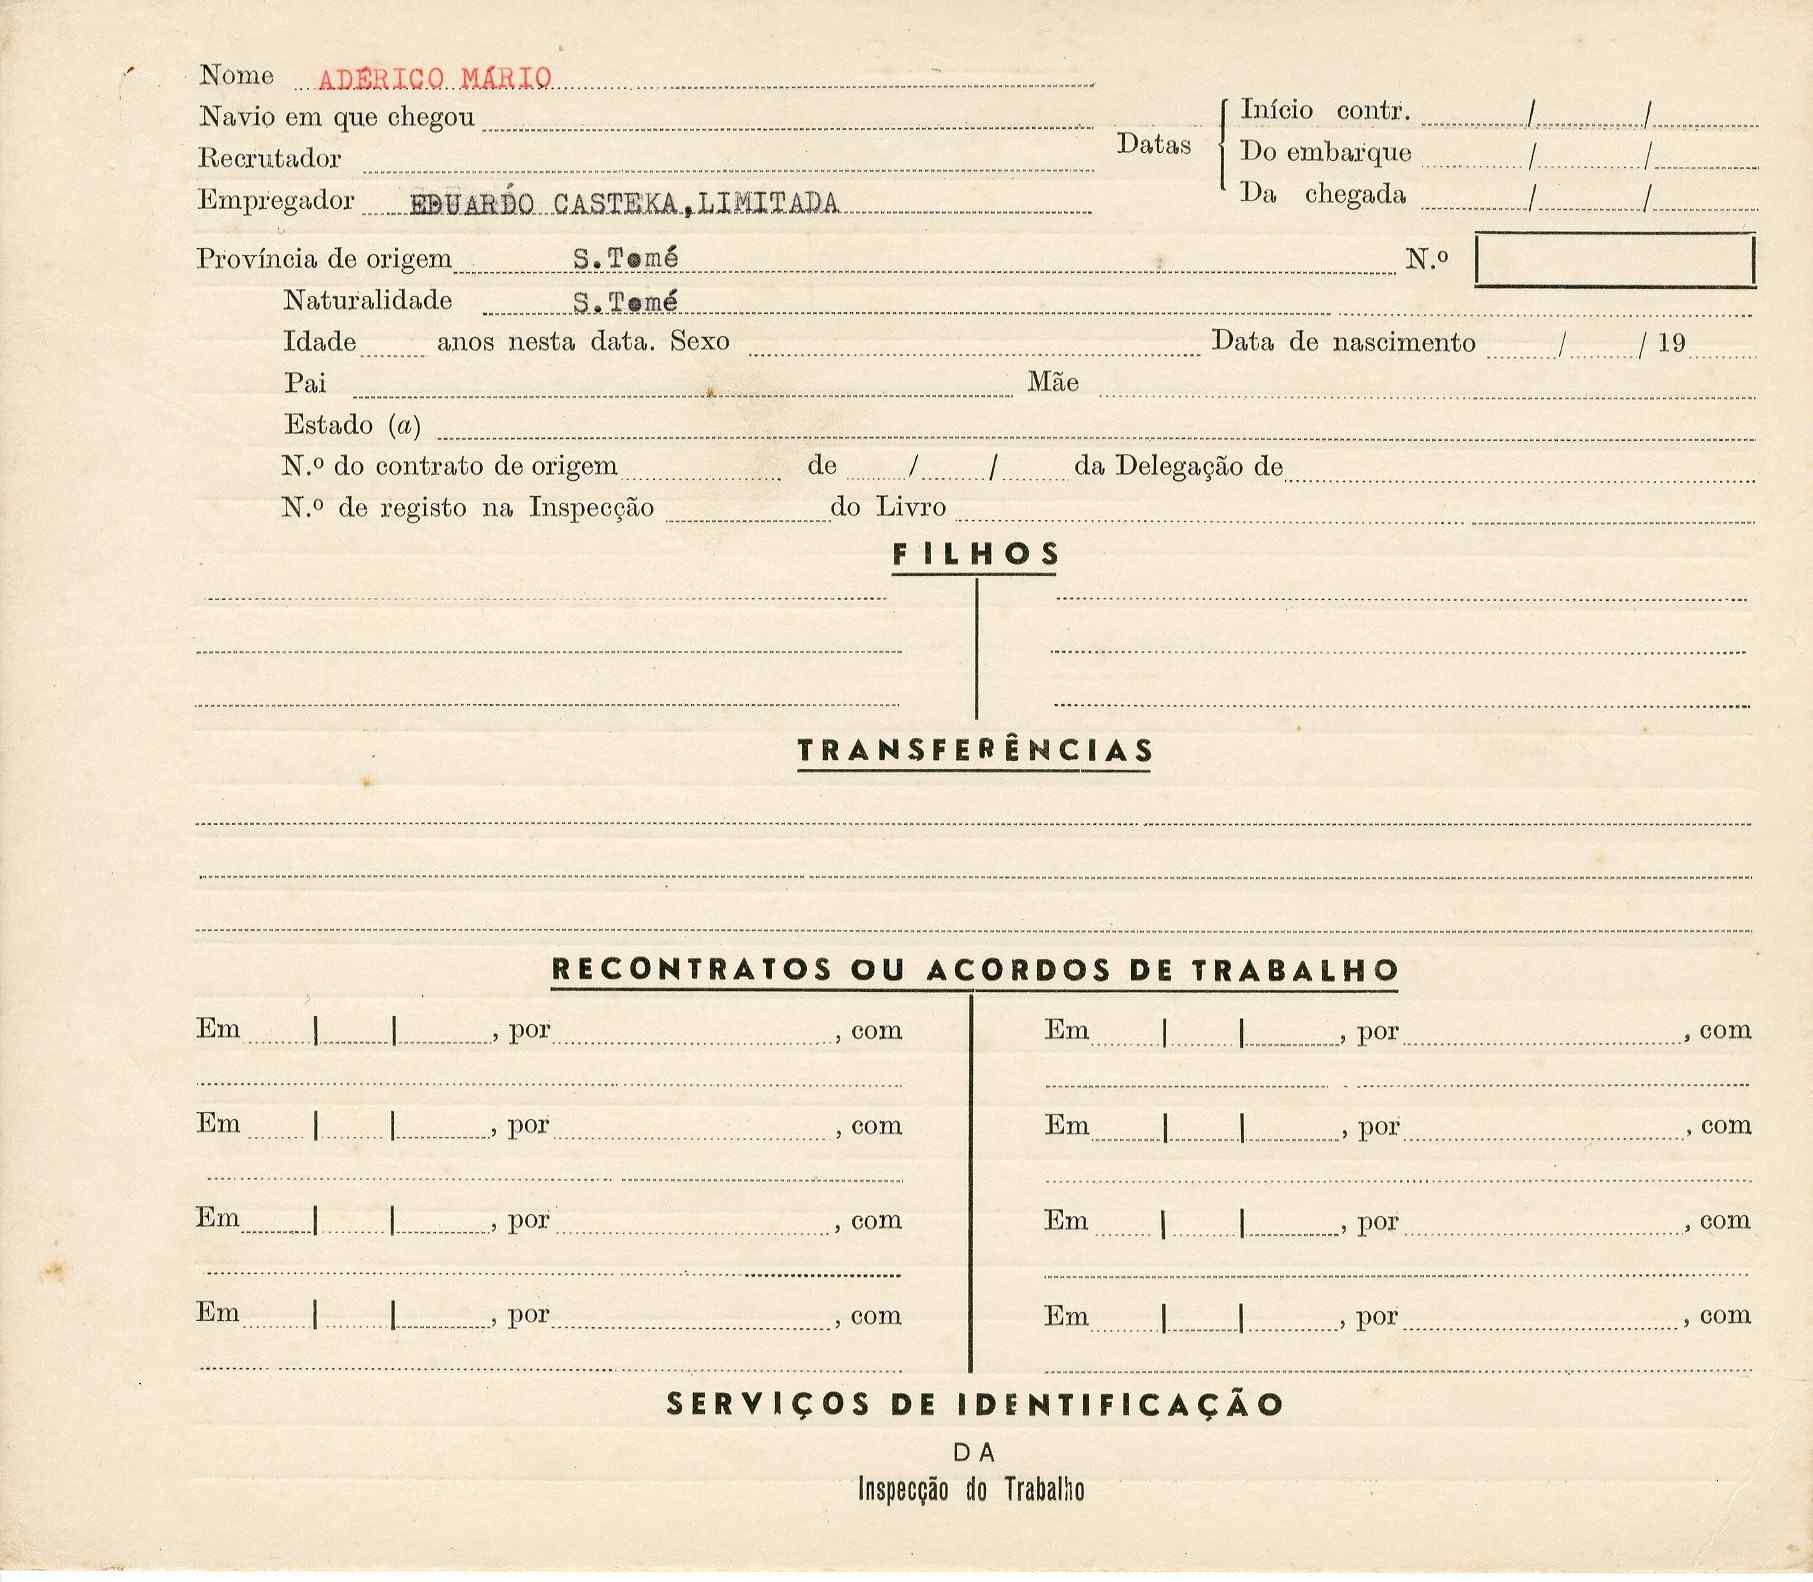 Nome ADÉRICO MÁRIO
Navio em que chegou
Recrutador
Empregador EDUARDO CASTEKA,LIMITADA
Datas
Início contr. / /
Do embarque / /
Da chegada / /
Província de origem S.Tomé N.º
Naturalidade S.Tomé
Idade anos nesta data. Sexo Data de nascimento / / 19
Pai Mãe
Estado (a)
N.º do contrato de origem de / / da Delegação de
N.º de registo na Inspecção do Livro
FILHOS
TRANSFERÊNCIAS
RECONTRATOS OU ACORDOS DE TRABALHO
Em | | , por , com Em | | , por , com
Em | | , por , com Em | | , por , com
Em | | , por , com Em | | , por , com
Em | | , por , com Em | | , por , com
SERVIÇOS DE IDENTIFICAÇÃO
DA
Inspecção do Trabalho